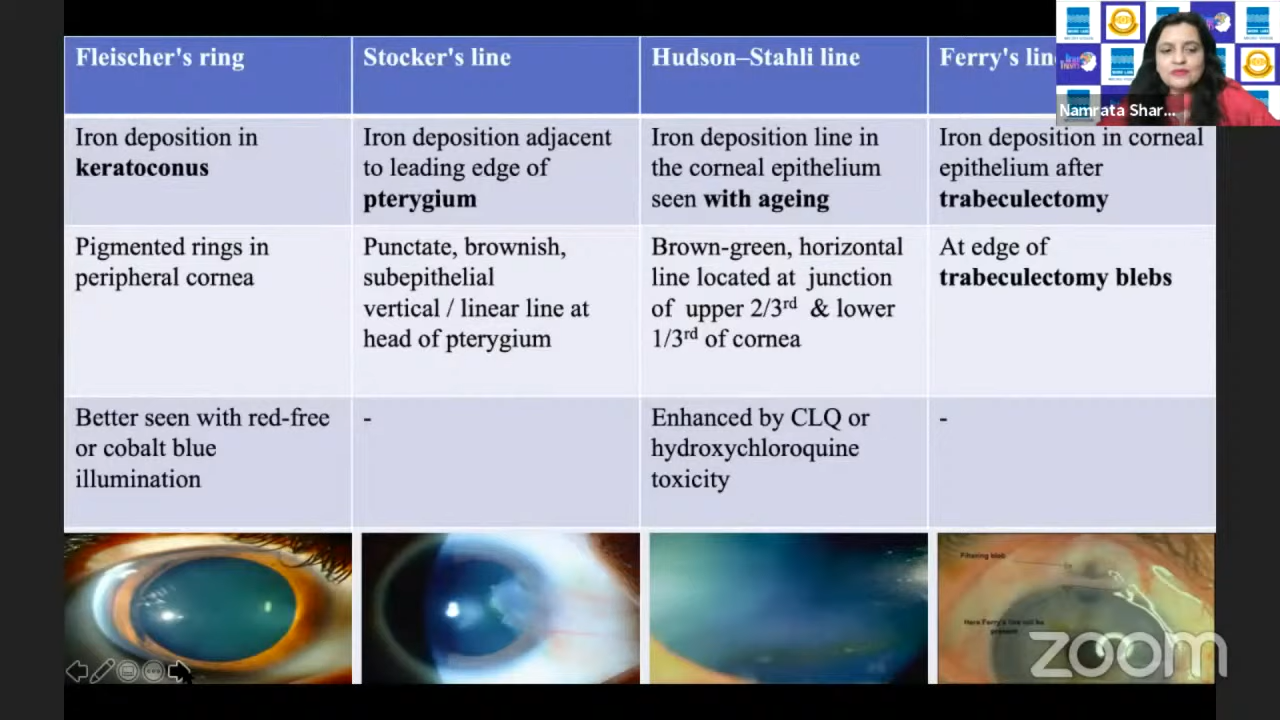 Fleischer's ring
Stocker's line
Hudson–Stahli line
Ferry's line
Namrata Shar...
Iron deposition in
keratoconus
Iron deposition adjacent
to leading edge of
pterygium
Iron deposition line in
the corneal epithelium
seen with ageing
Iron deposition in corneal
epithelium after
trabeculectomy
Pigmented rings in
peripheral cornea
Punctate, brownish,
subepithelial
vertical / linear line at
head of pterygium
Brown-green, horizontal
line located at junction
of upper 2/3rd & lower
1/3rd of cornea
At edge of
trabeculectomy blebs
Better seen with red-free
or cobalt blue
illumination
-
Enhanced by CLQ or
hydroxychloroquine
toxicity
-
Filtering bleb
Here Ferry's line will be
present
zoom